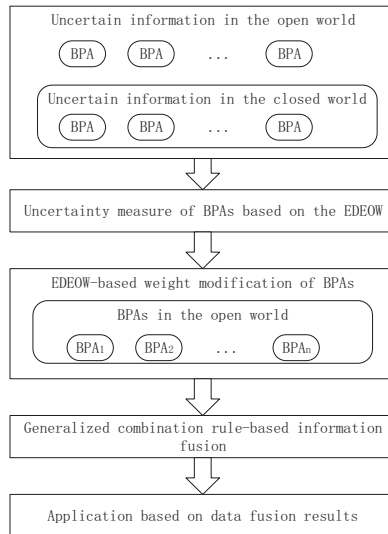 Uncertain information in the open world
BPA BPA ... BPA
Uncertain information in the closed world
BPA BPA ... BPA
Uncertainty measure of BPAs based on the EDEOW
EDEOW-based weight modification of BPAs
BPAs in the open world
BPA₁ BPA₂ ... BPAₙ
Generalized combination rule-based information
fusion
Application based on data fusion results